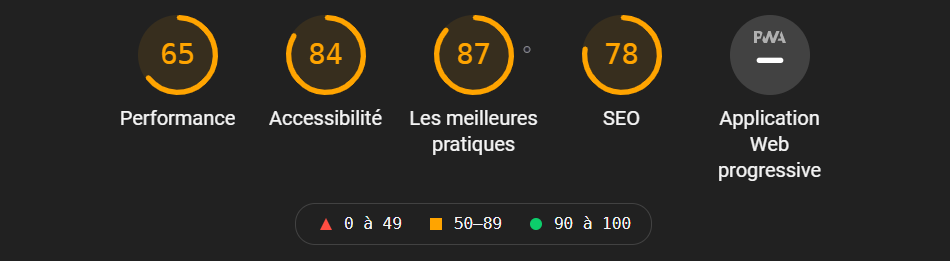 65
84
87
78
PWA
Performance
Accessibilité
Les meilleures
pratiques
SEO
Application
Web
progressive
0 à 49
50–89
90 à 100